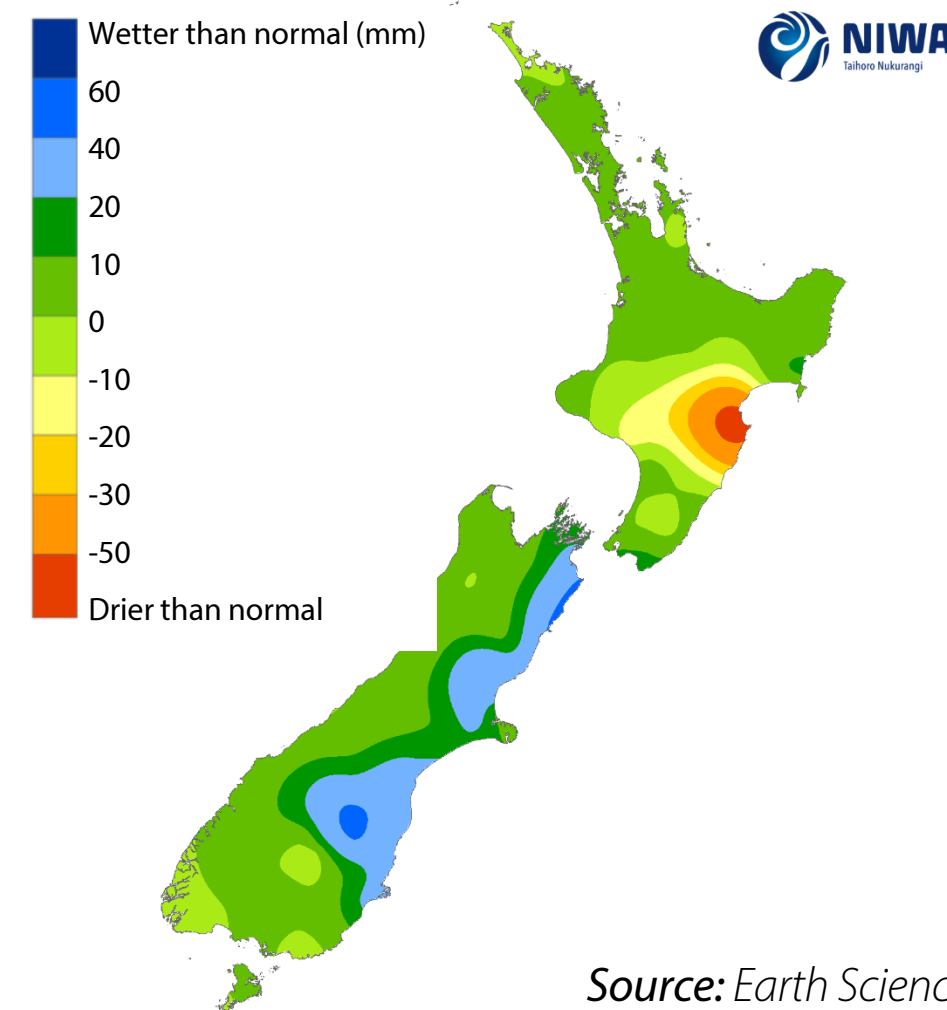 Wetter than normal (mm)
60
40
20
10
0
-10
-20
-30
-50
Drier than normal
NIWA
Taihoro Nukurangi
Source: Earth Scienc